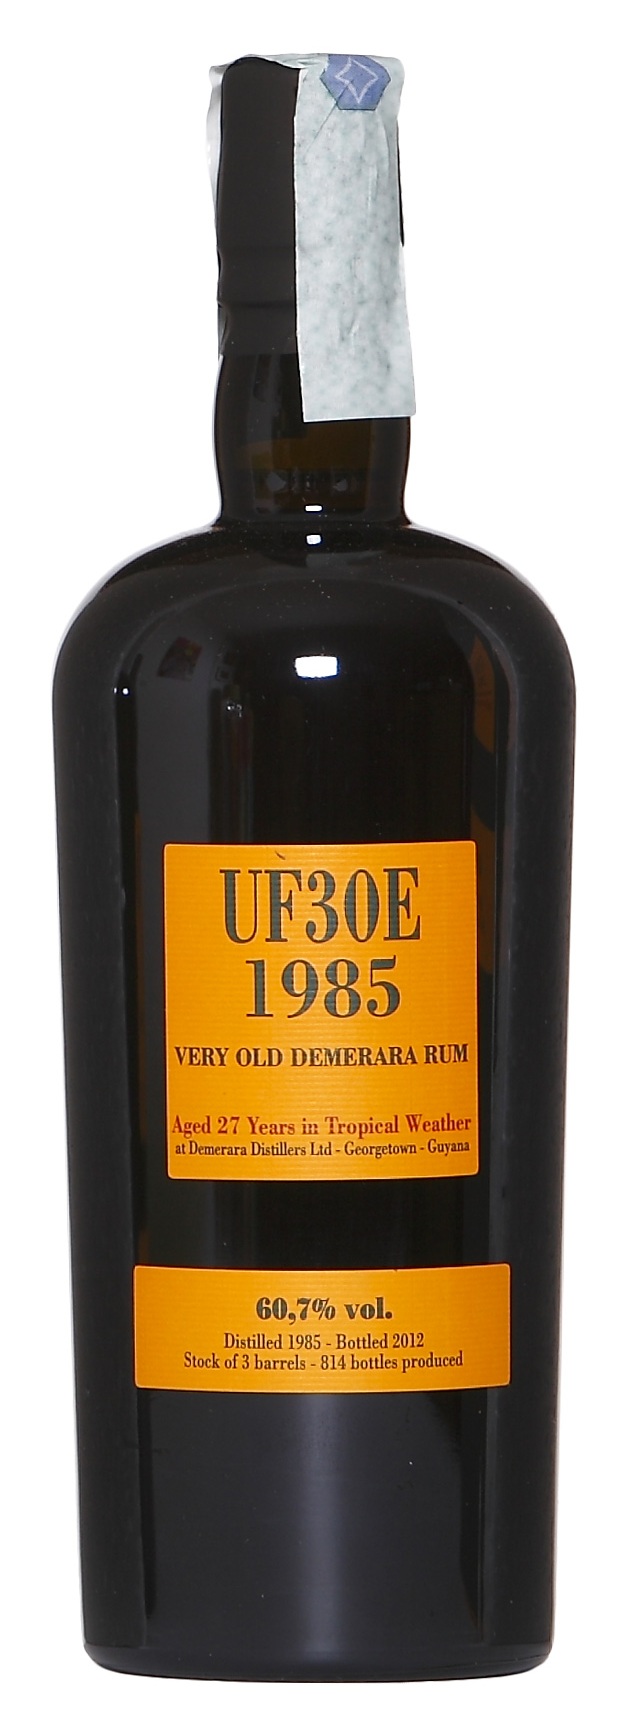 UF30E
1985
VERY OLD DEMERARA RUM
Aged 27 Years in Tropical Weather
at Demerara Distillers Ltd - Georgetown - Guyana
60,7% vol.
Distilled 1985 - Bottled 2012
Stock of 3 barrels - 814 bottles produced